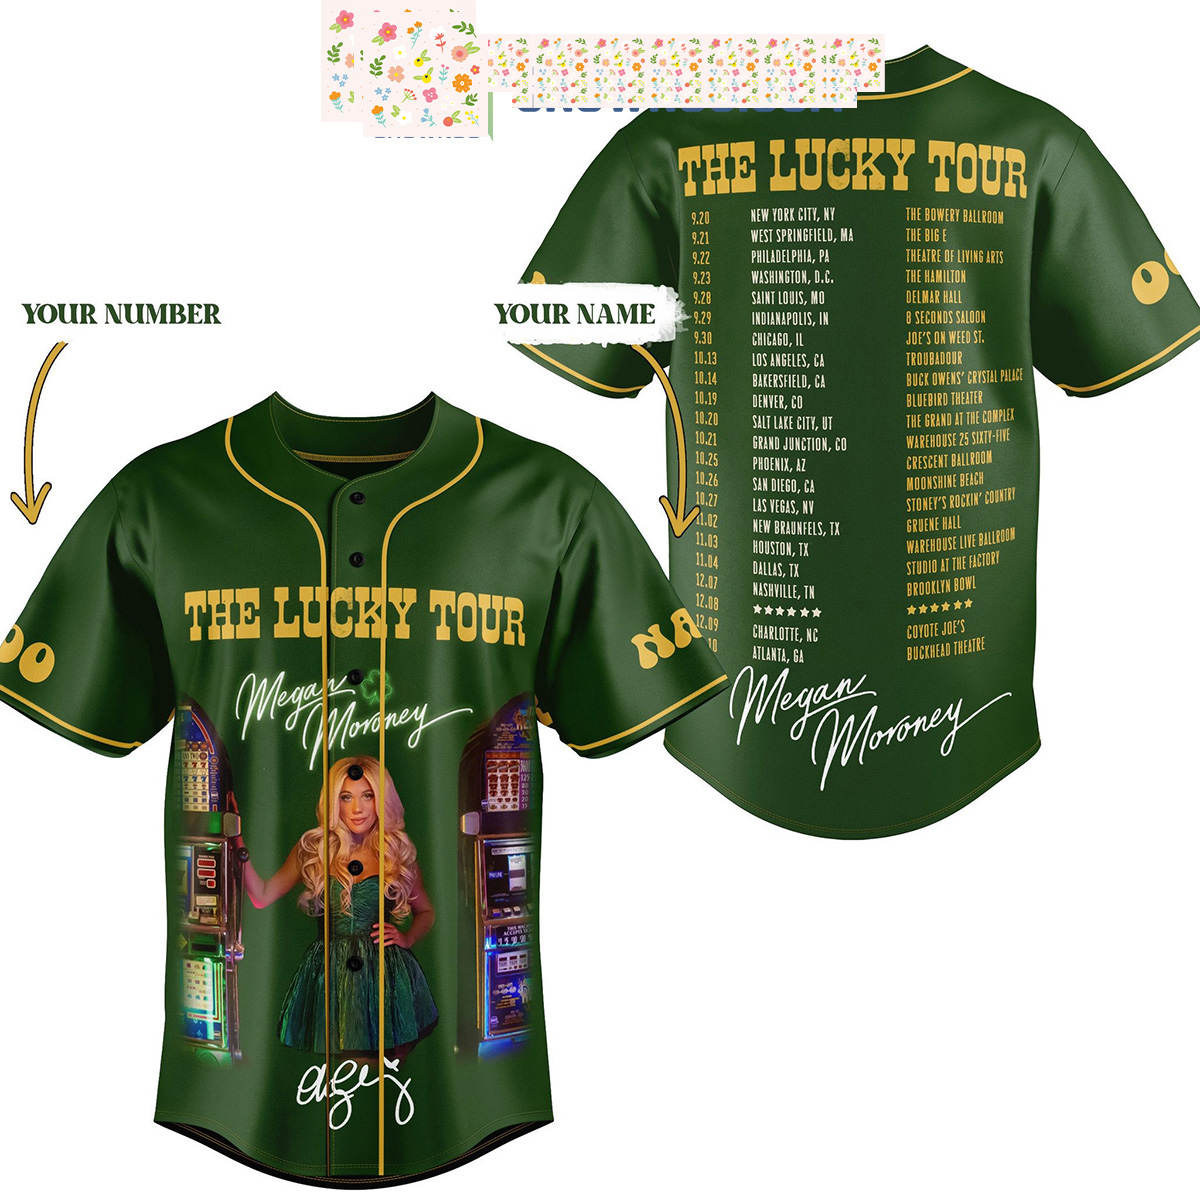 THE LUCKY TOUR
9.20 NEW YORK CITY, NY THE BOWERY BALLROOM
9.21 WEST SPRINGFIELD, MA THE BIG E
9.22 PHILADELPHIA, PA THEATRE OF LIVING ARTS
9.23 WASHINGTON, D.C. THE HAMILTON
9.28 SAINT LOUIS, MO DELMAR HALL
9.29 INDIANAPOLIS, IN 8 SECONDS SALOON
9.30 CHICAGO, IL JOE'S ON WEED ST.
10.13 LOS ANGELES, CA TROUBADOUR
10.14 BAKERSFIELD, CA BUCK OWENS' CRYSTAL PALACE
10.19 DENVER, CO BLUEBIRD THEATER
10.20 SALT LAKE CITY, UT THE GRAND AT THE COMPLEX
10.21 GRAND JUNCTION, CO WAREHOUSE 25 SIXTY-FIVE
10.25 PHOENIX, AZ CRESCENT BALLROOM
10.26 SAN DIEGO, CA MOONSHINE BEACH
10.27 LAS VEGAS, NV STONEY'S ROCKIN' COUNTRY
11.02 NEW BRAUNFELS, TX GRUENE HALL
11.03 HOUSTON, TX WAREHOUSE LIVE BALLROOM
11.04 DALLAS, TX STUDIO AT THE FACTORY
12.07 NASHVILLE, TN BROOKLYN BOWL
12.08 ★★★★★★ ★★★★★★
12.09 CHARLOTTE, NC COYOTE JOE'S
10 ATLANTA, GA BUCKHEAD THEATRE
Megan
Moroney
YOUR NUMBER
YOUR NAME
THE LUCKY TOUR
Megan
Moroney
00
NA